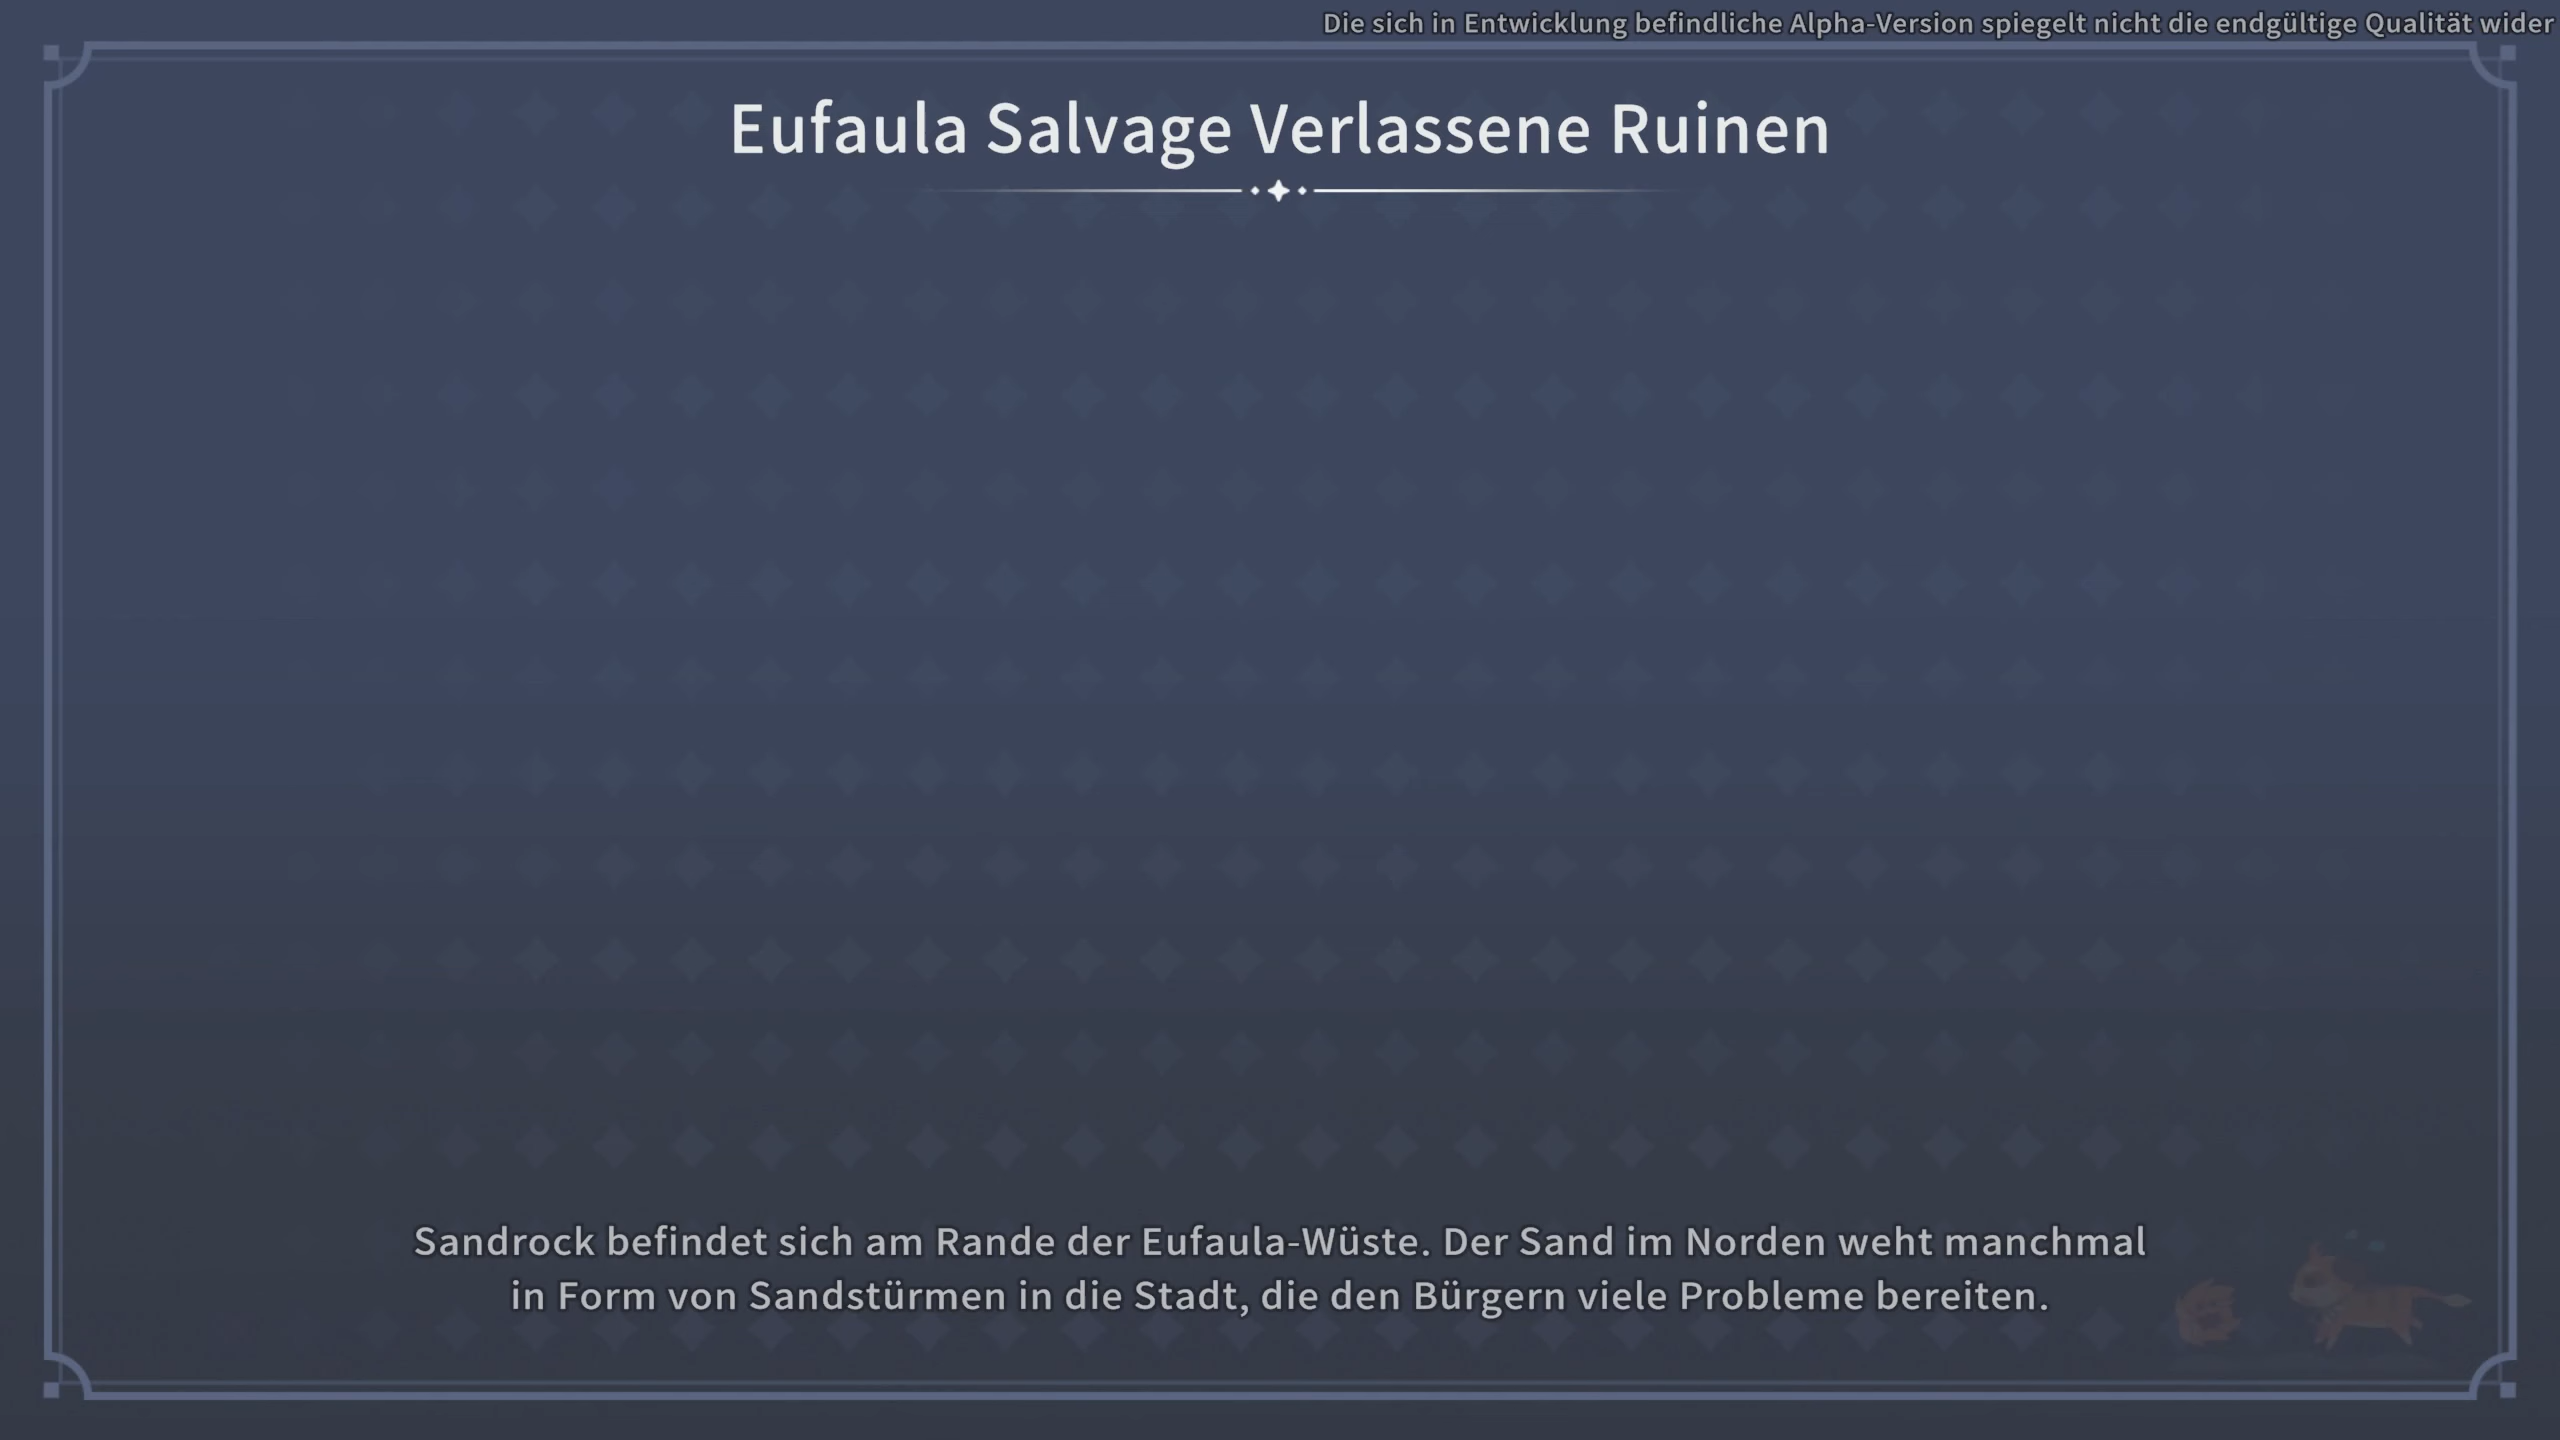 Die sich in Entwicklung befindliche Alpha-Version spiegelt nicht die endgültige Qualität wider
Eufaula Salvage Verlassene Ruinen
Sandrock befindet sich am Rande der Eufaula-Wüste. Der Sand im Norden weht manchmal
in Form von Sandstürmen in die Stadt, die den Bürgern viele Probleme bereiten.